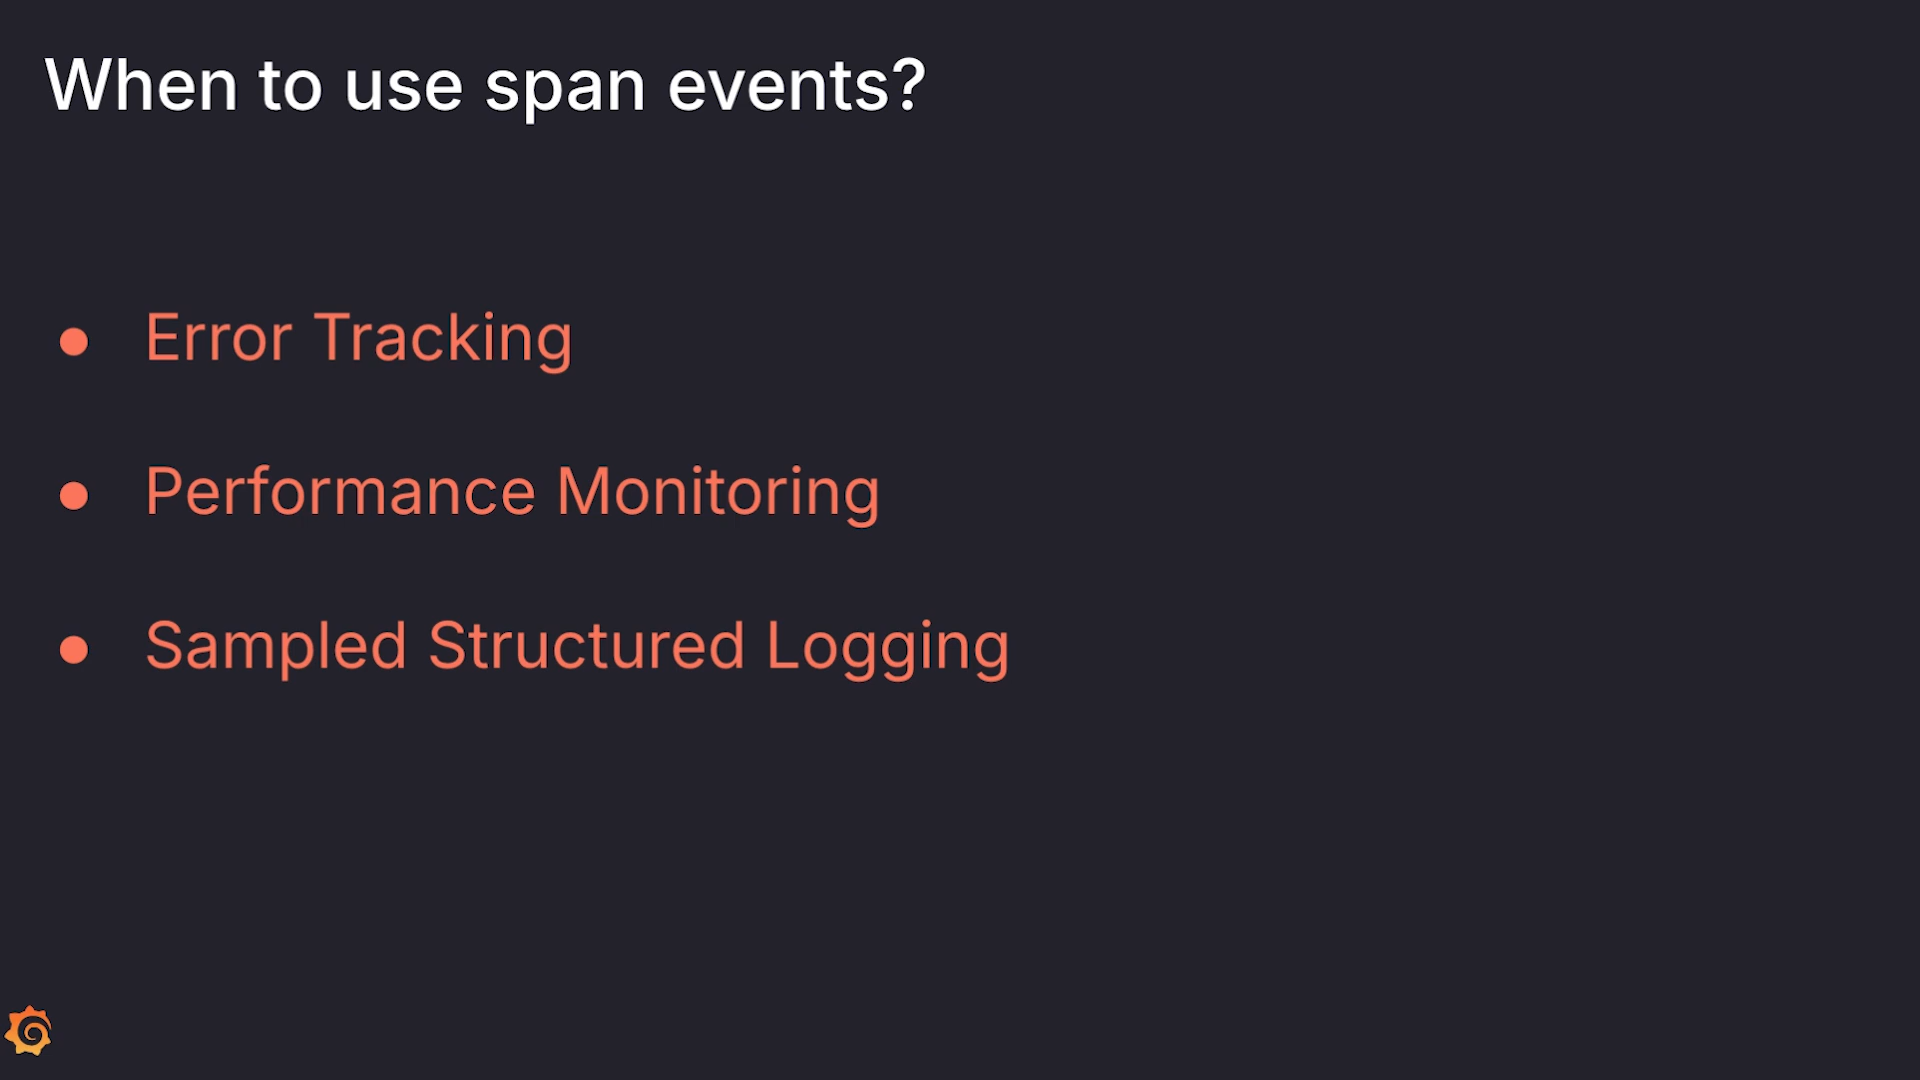 When to use span events?
● Error Tracking
● Performance Monitoring
● Sampled Structured Logging